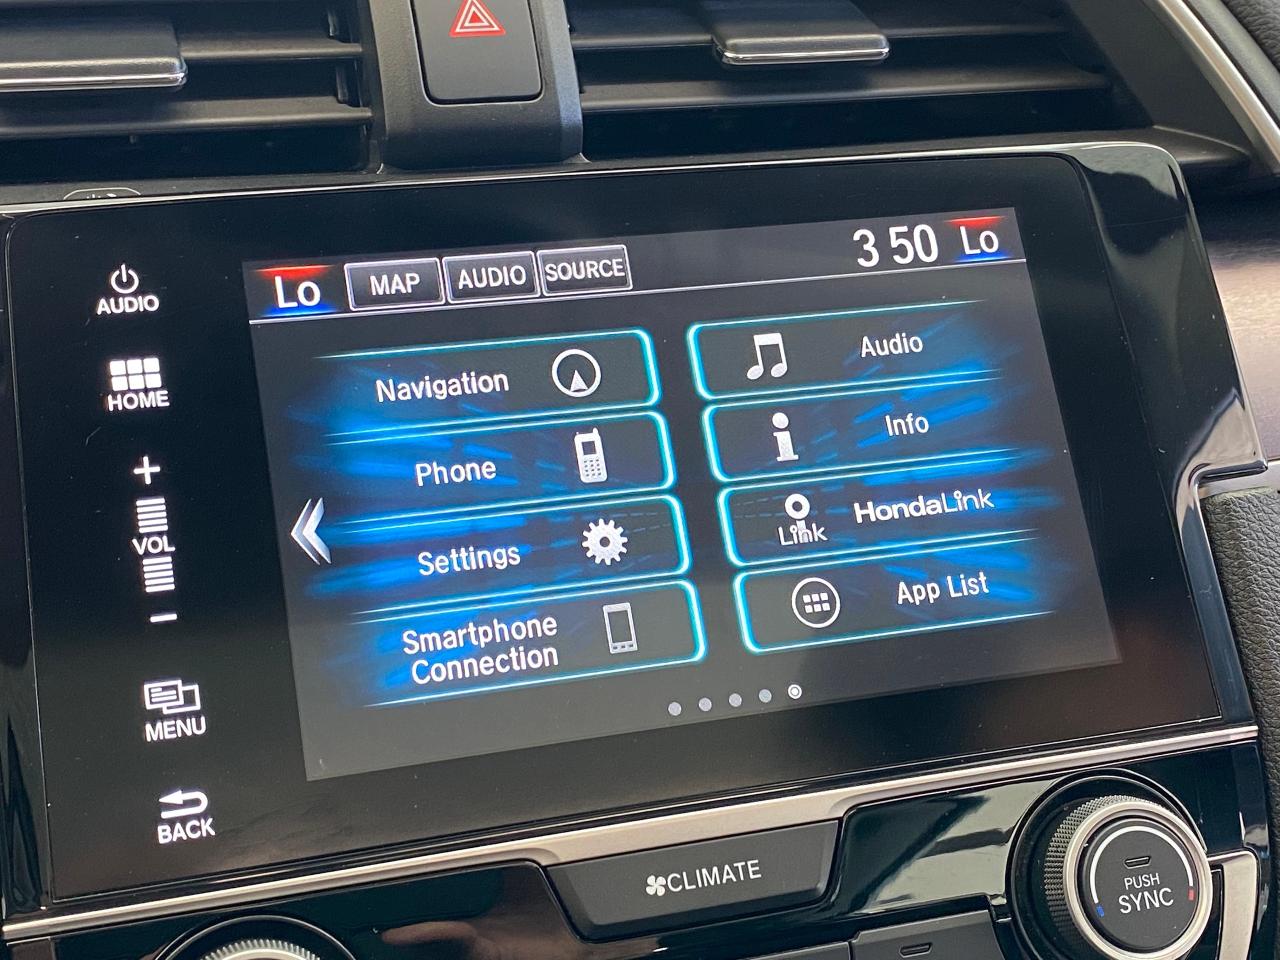 Lo
MAP
AUDIO
SOURCE
3 50
Lo
AUDIO
HOME
+
VOL
−
MENU
BACK
Navigation
Audio
Phone
Info
Settings
Link
HondaLink
Smartphone
Connection
App List
CLIMATE
PUSH
SYNC